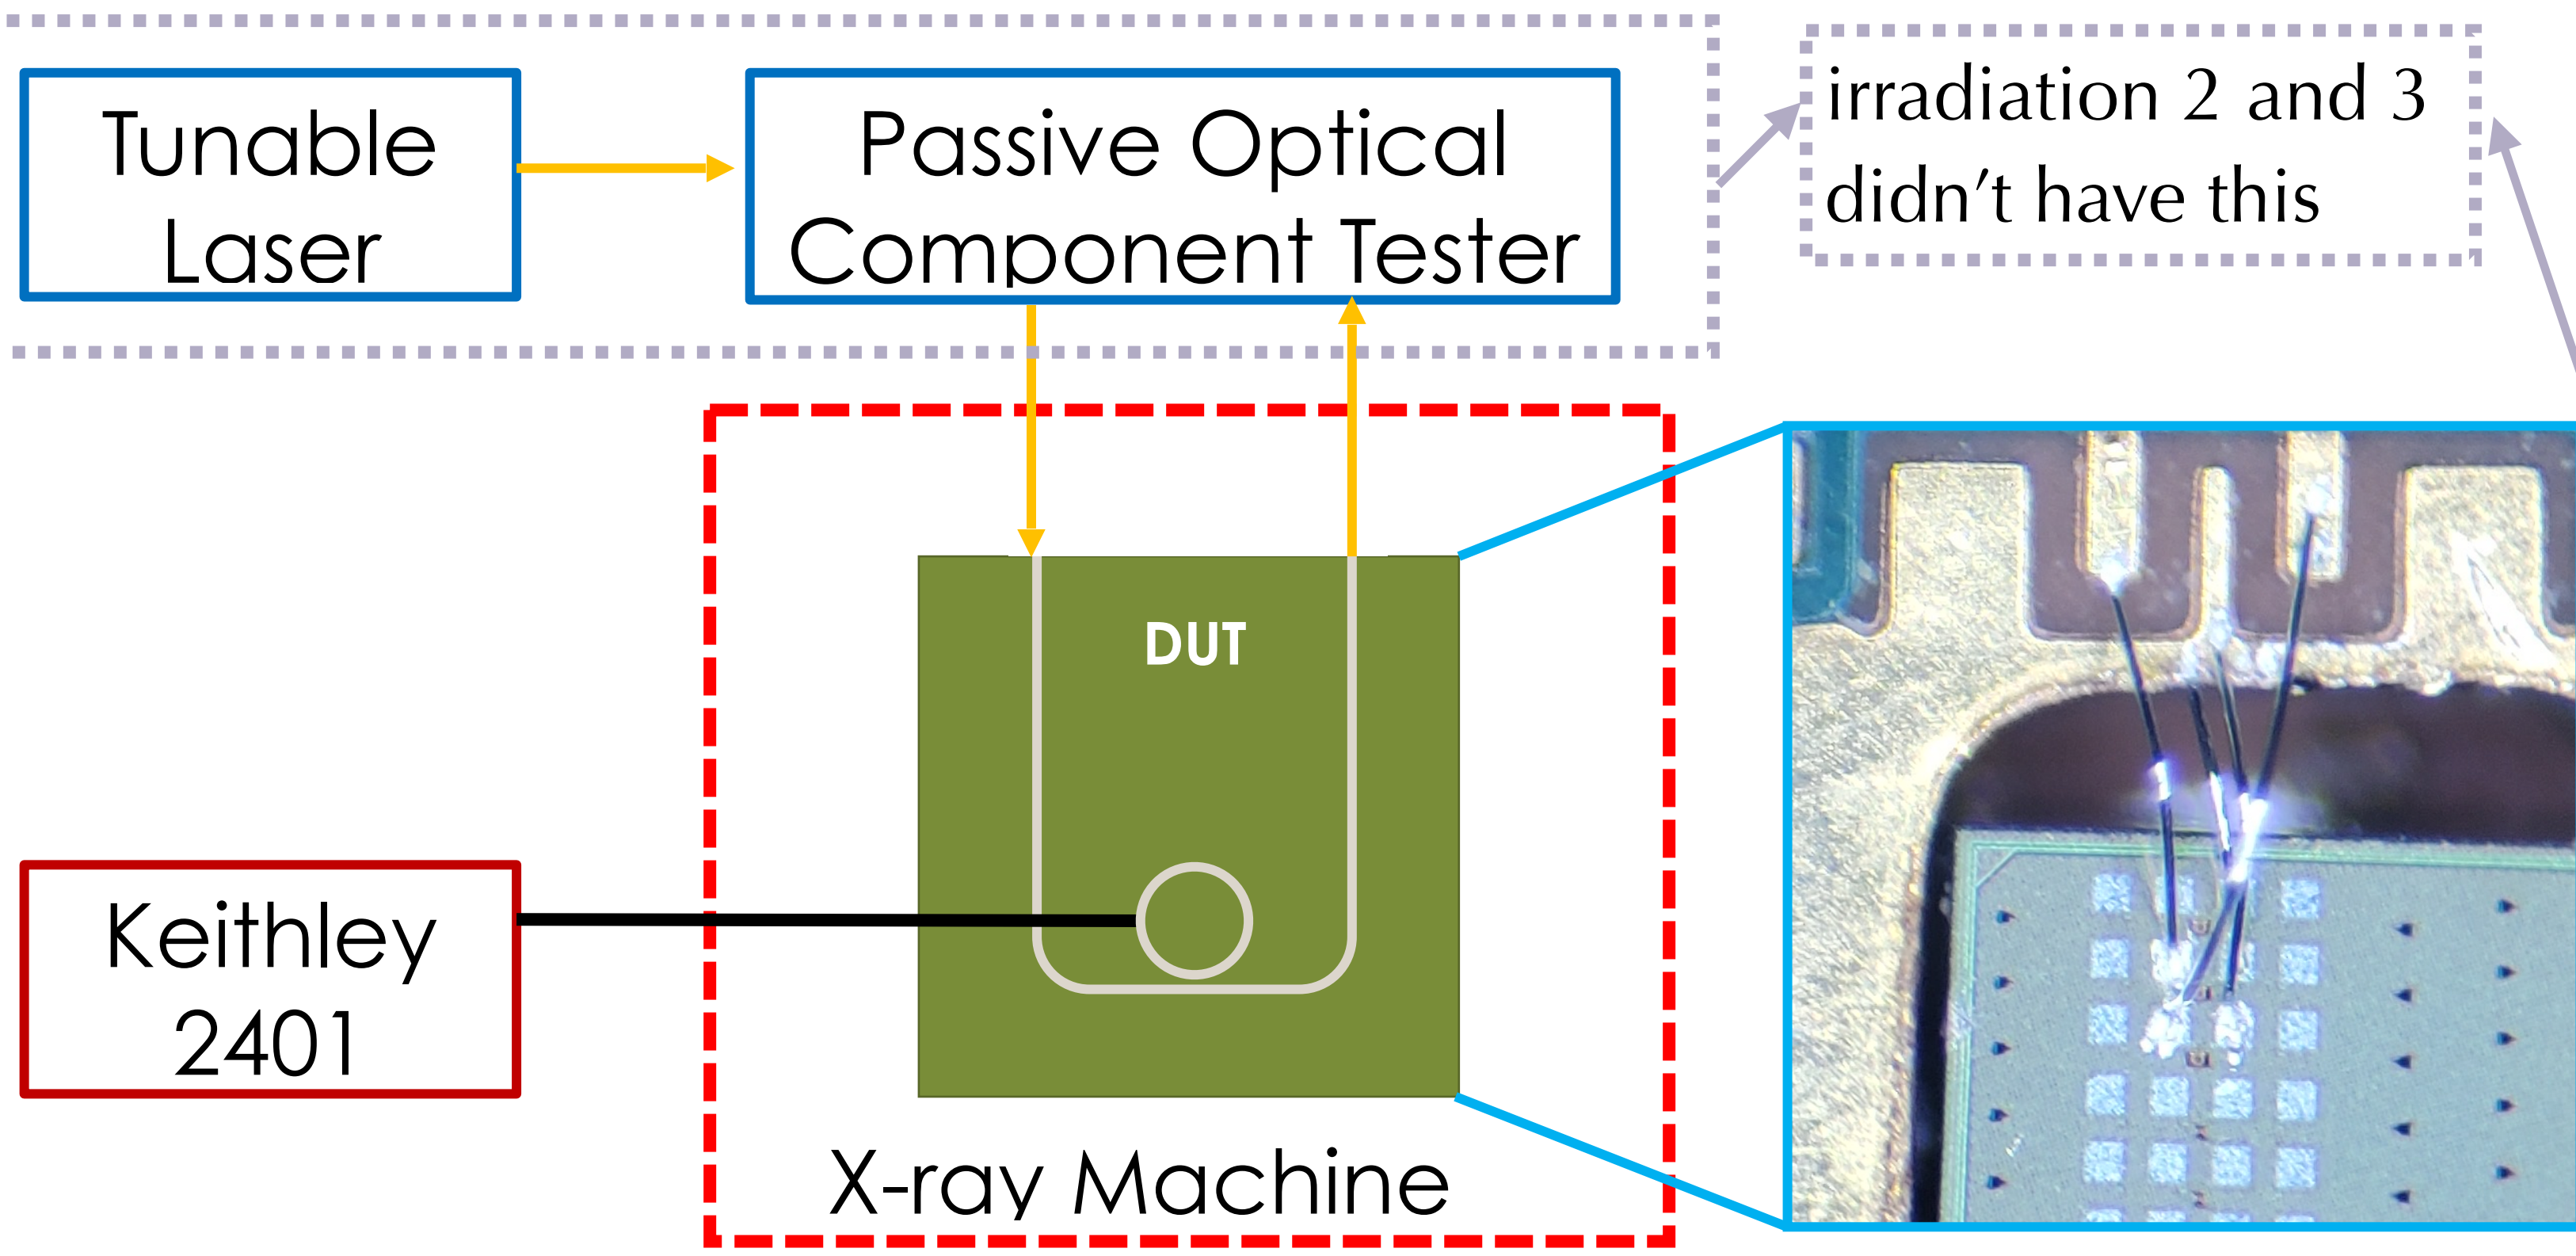 Tunable
Laser
Passive Optical
Component Tester
irradiation 2 and 3
didn't have this
DUT
Keithley
2401
X-ray Machine